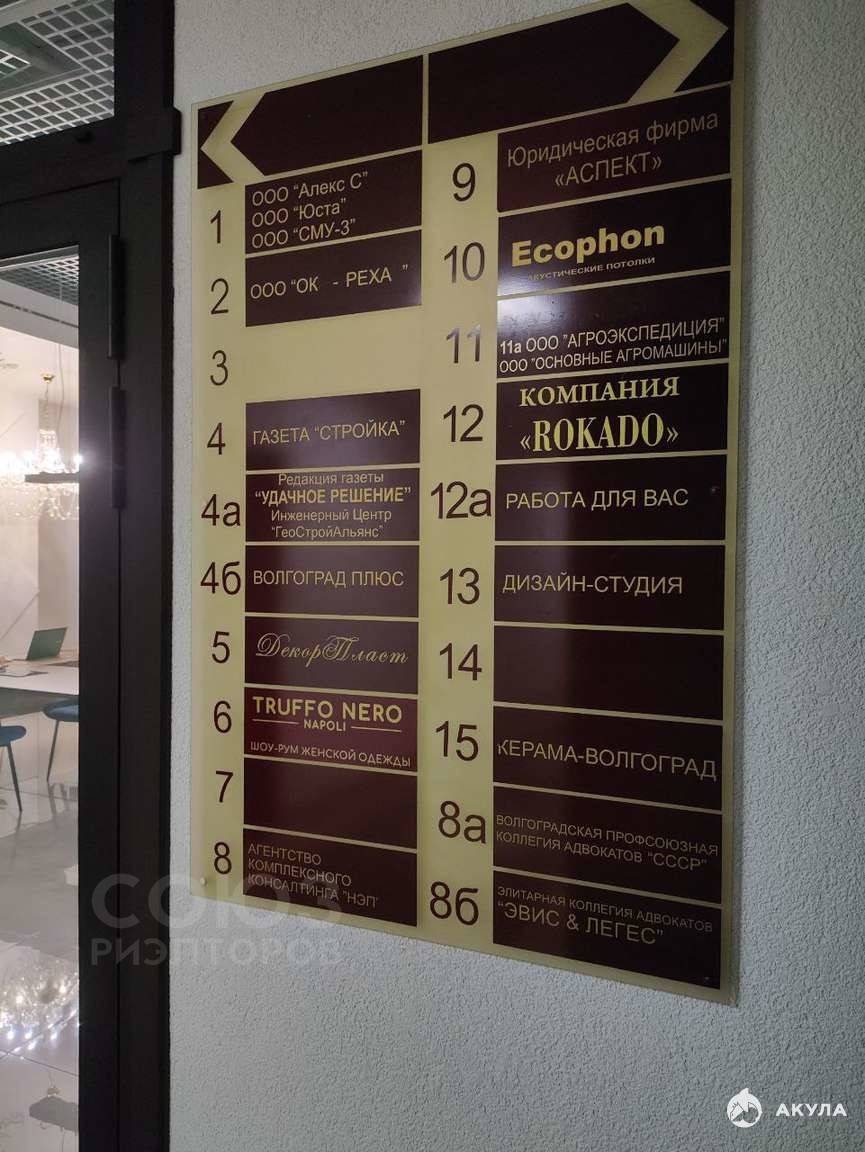 1
ООО "Алекс С"
ООО "Юста"
ООО "СМУ-3"
2
ООО "ОК - РЕХА "
3
4
ГАЗЕТА "СТРОЙКА"
4а
Редакция газеты
"УДАЧНОЕ РЕШЕНИЕ"
Инженерный Центр
"ГеоСтройАльянс"
4б
ВОЛГОГРАД ПЛЮС
5
ДекорПласт
6
TRUFFO NERO
NAPOLI
ШОУ-РУМ ЖЕНСКОЙ ОДЕЖДЫ
7
8
АГЕНТСТВО
КОМПЛЕКСНОГО
КОНСАЛТИНГА "НЭП"
9
Юридическая фирма
«АСПЕКТ»
10
Ecophon
АКУСТИЧЕСКИЕ ПОТОЛКИ
11
11а ООО "АГРОЭКСПЕДИЦИЯ"
ООО "ОСНОВНЫЕ АГРОМАШИНЫ"
12
КОМПАНИЯ
«ROKADO»
12а
РАБОТА ДЛЯ ВАС
13
ДИЗАЙН-СТУДИЯ
14
15
КЕРАМА-ВОЛГОГРАД
8а
ВОЛГОГРАДСКАЯ ПРОФСОЮЗНАЯ
КОЛЛЕГИЯ АДВОКАТОВ "СССР"
8б
ЭЛИТАРНАЯ КОЛЛЕГИЯ АДВОКАТОВ
"ЭВИС & ЛЕГЕС"
СОЮЗ
РИЭЛТОРОВ
АКУЛА